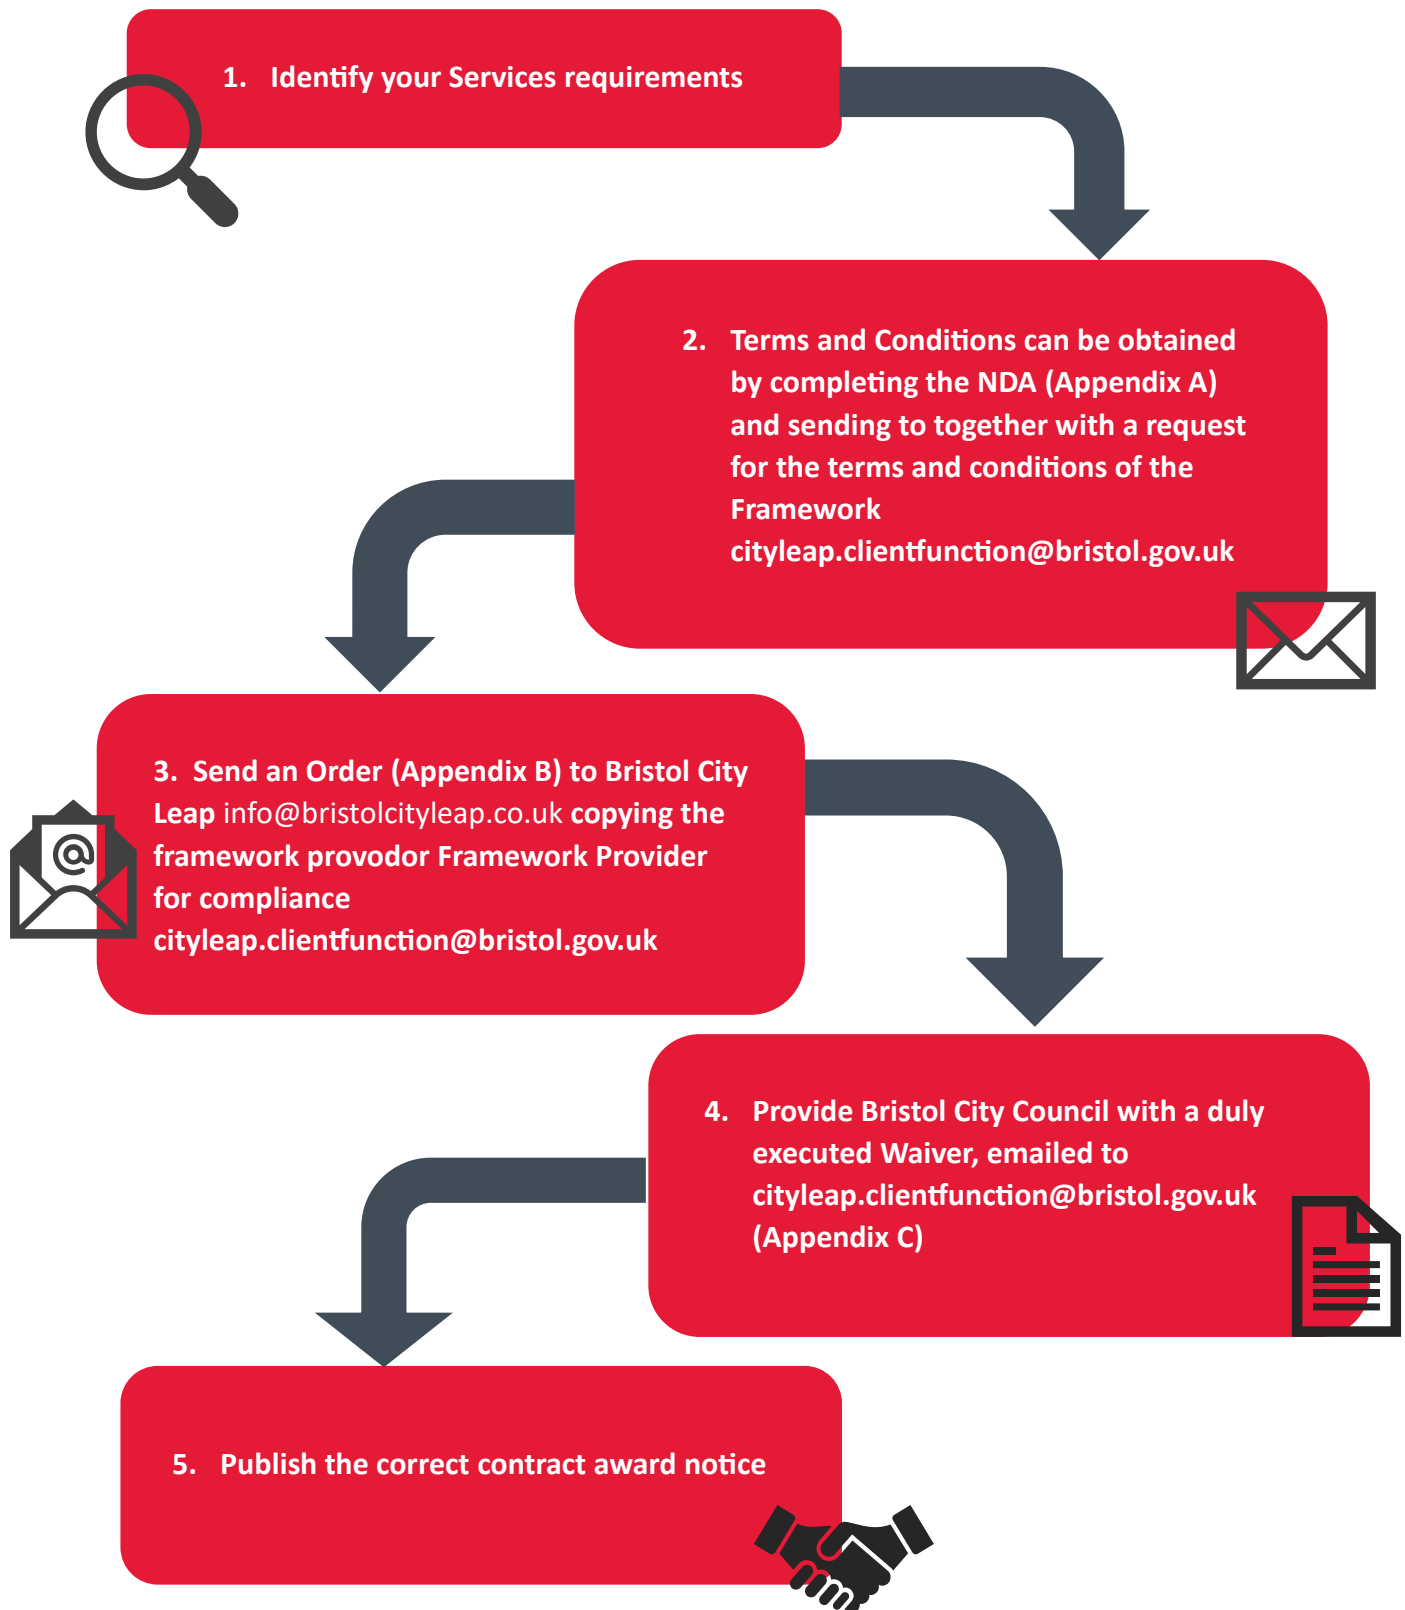 1. Identify your Services requirements
2. Terms and Conditions can be obtained
by completing the NDA (Appendix A)
and sending to together with a request
for the terms and conditions of the
Framework
cityleap.clientfunction@bristol.gov.uk
@
3. Send an Order (Appendix B) to Bristol City
Leap info@bristolcityleap.co.uk copying the
framework provodor Framework Provider
for compliance
cityleap.clientfunction@bristol.gov.uk
4. Provide Bristol City Council with a duly
executed Waiver, emailed to
cityleap.clientfunction@bristol.gov.uk
(Appendix C)
5. Publish the correct contract award notice